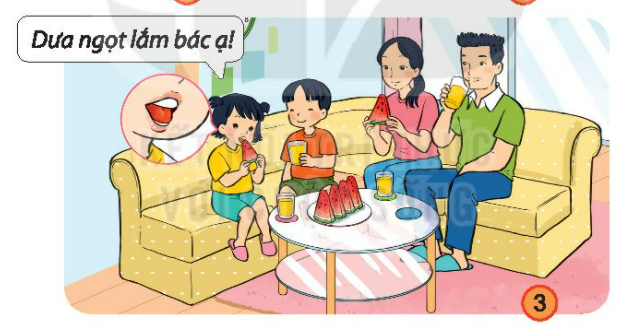 Dưa ngọt lắm bác ạ!
3